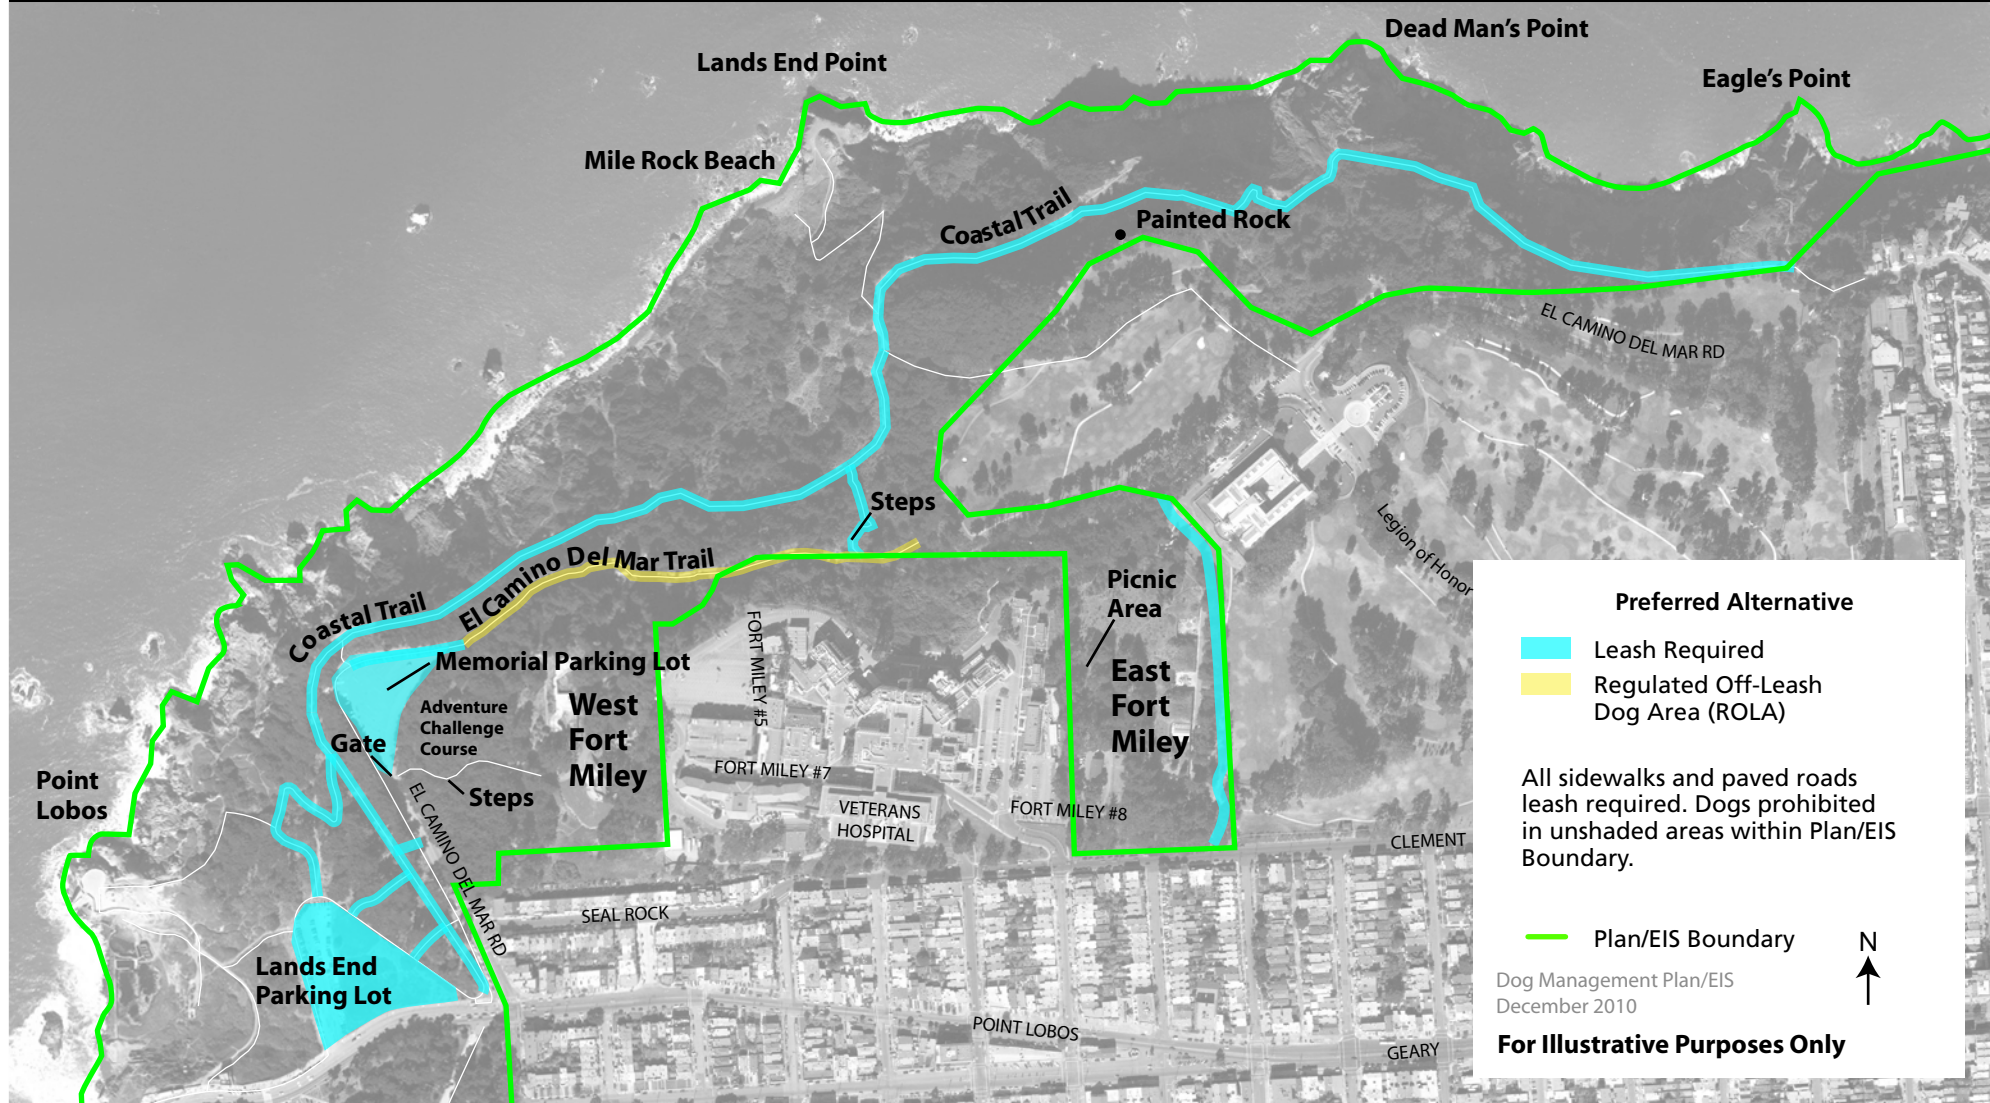 Dead Man's Point
Lands End Point
Eagle's Point
Mile Rock Beach
Coastal Trail
Painted Rock
EL CAMINO DEL MAR RD
Steps
Legion of Honor
El Camino Del Mar Trail
Coastal Trail
Picnic
Area
FORT MILEY #5
Memorial Parking Lot
East
Fort
Miley
West
Fort
Miley
Adventure
Challenge
Course
Gate
Steps
Point
Lobos
FORT MILEY #7
VETERANS
HOSPITAL
FORT MILEY #8
EL CAMINO DEL MAR RD
CLEMENT
SEAL ROCK
Lands End
Parking Lot
POINT LOBOS
GEARY
Preferred Alternative
Leash Required
Regulated Off-Leash
Dog Area (ROLA)
All sidewalks and paved roads
leash required. Dogs prohibited
in unshaded areas within Plan/EIS
Boundary.
Plan/EIS Boundary
N
Dog Management Plan/EIS
December 2010
For Illustrative Purposes Only